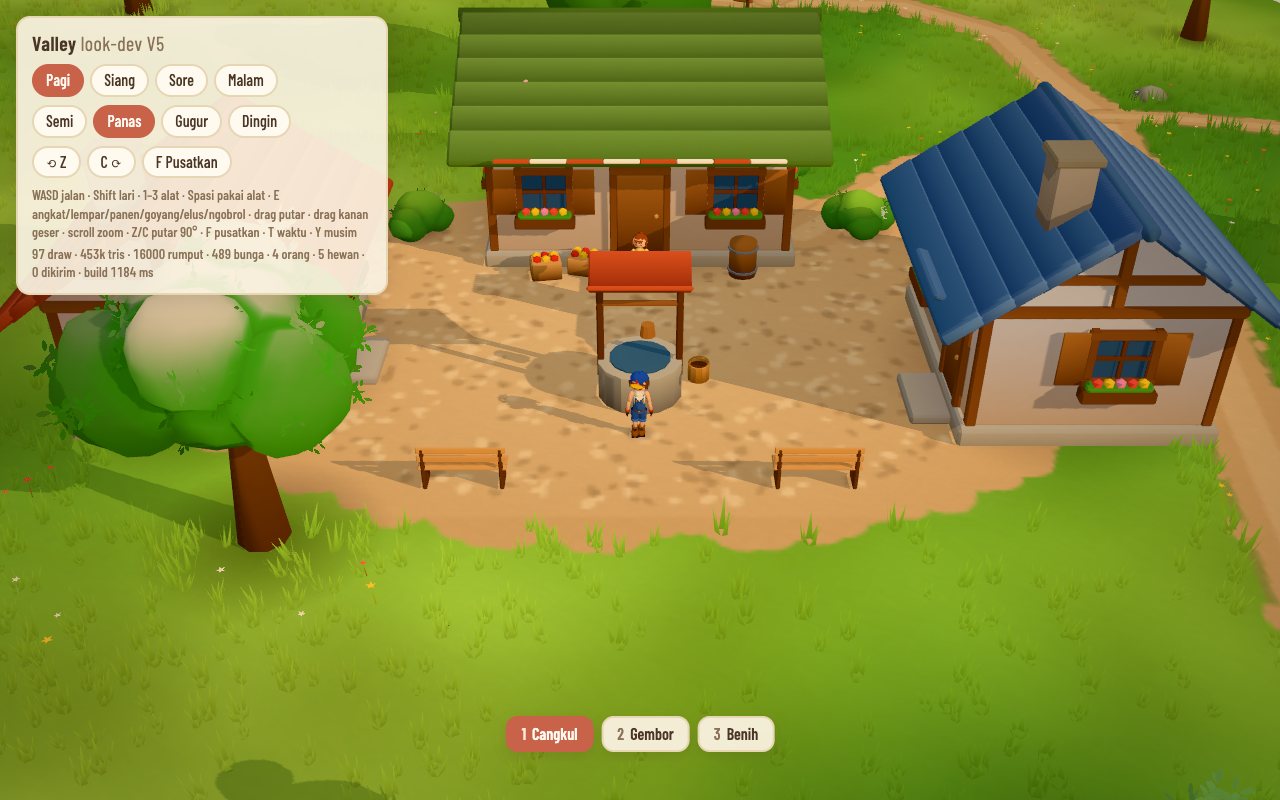 Valley look-dev V5
Pagi Siang Sore Malam
Semi Panas Gugur Dingin
⟲ Z C ⟳ F Pusatkan
WASD jalan · Shift lari · 1–3 alat · Spasi pakai alat · E
angkat/lempar/panen/goyang/elus/ngobrol · drag putar · drag kanan
geser · scroll zoom · Z/C putar 90° · F pusatkan · T waktu · Y musim
97 draw · 453k tris · 16000 rumput · 489 bunga · 4 orang · 5 hewan ·
0 dikirim · build 1184 ms
1 Cangkul 2 Gembor 3 Benih